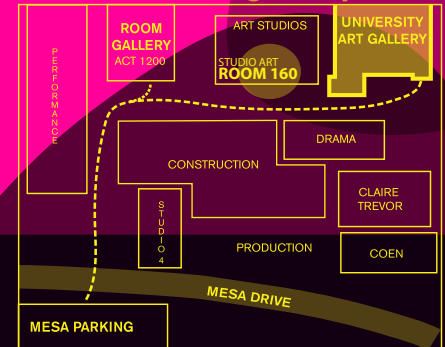 PERFORMANCE
ROOM
GALLERY
ACT 1200
ART STUDIOS
STUDIO ART
ROOM 160
UNIVERSITY
ART GALLERY
CONSTRUCTION
DRAMA
CLAIRE
TREVOR
STUDIO 4
PRODUCTION
COEN
MESA DRIVE
MESA PARKING